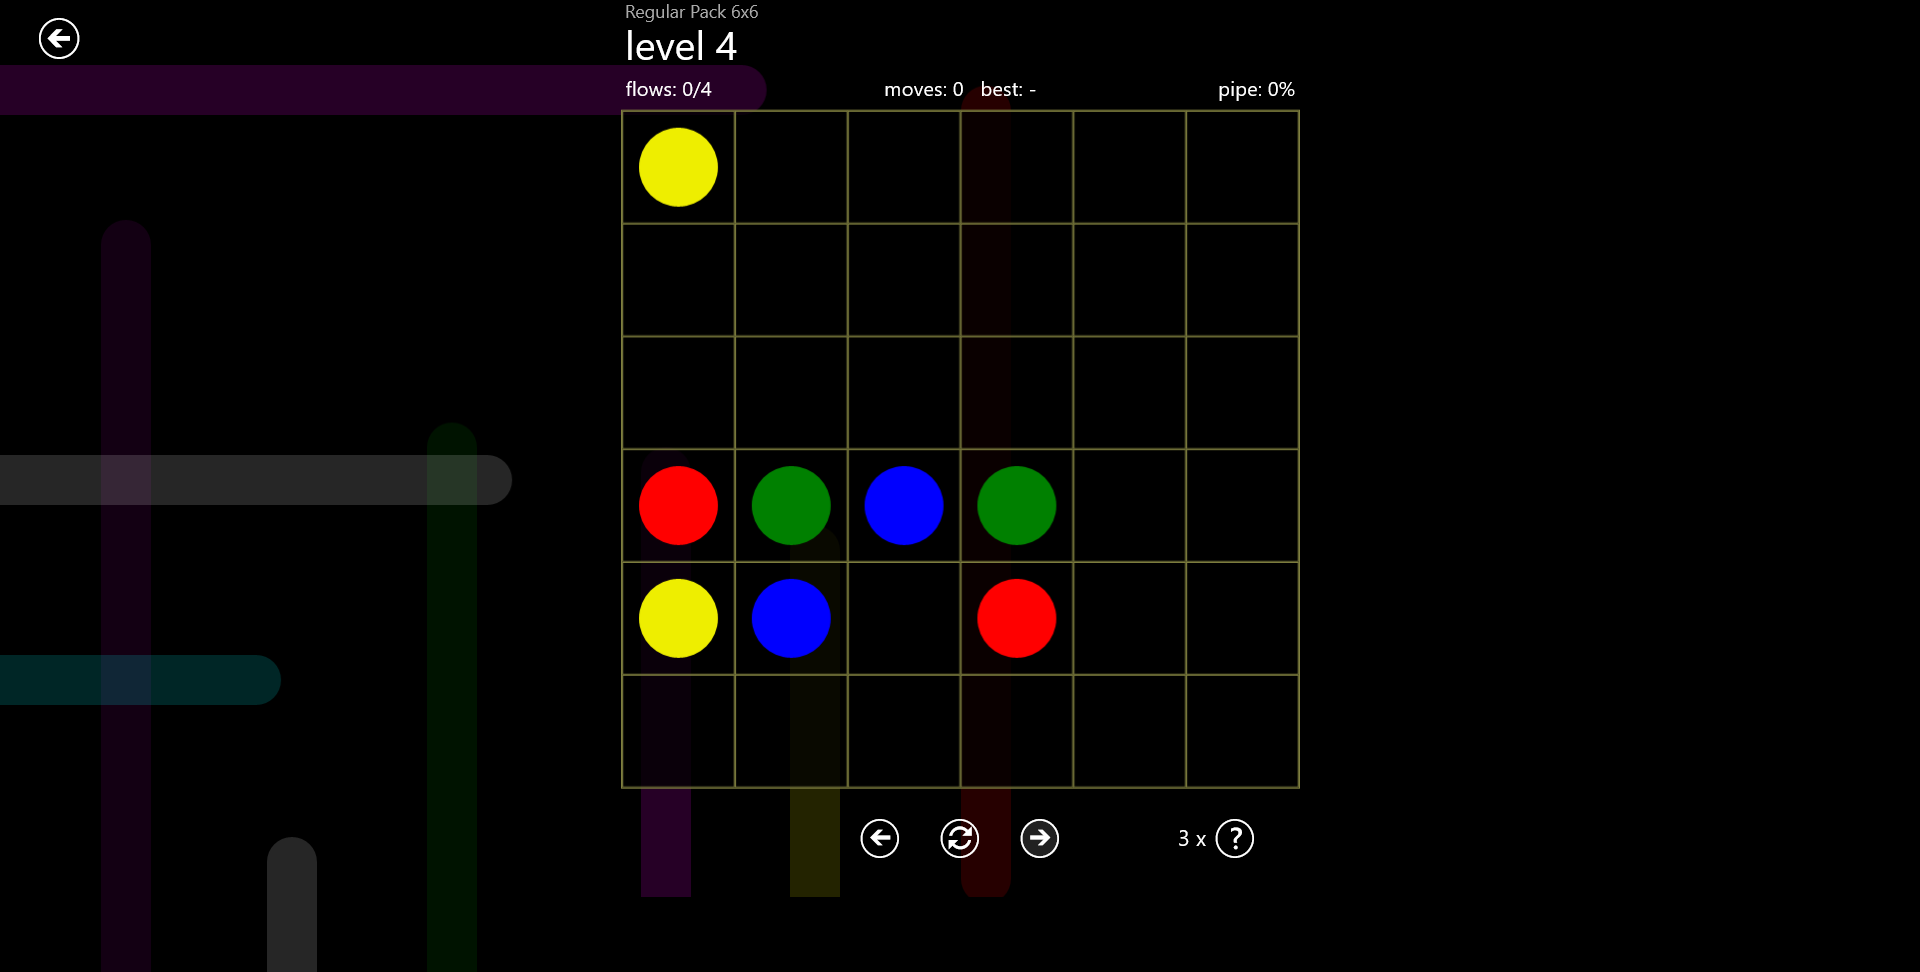 Regular Pack 6x6
level 4
flows: 0/4 moves: 0 best: - pipe: 0%
3 x ?